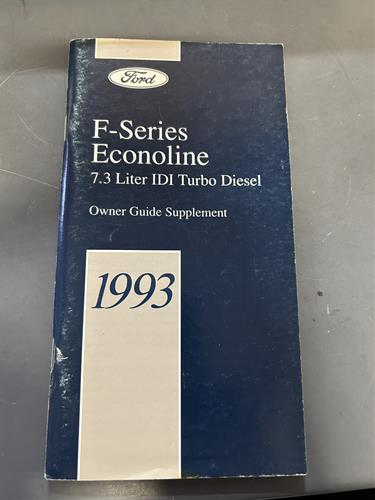 Ford
F-Series
Econoline
7.3 Liter IDI Turbo Diesel
Owner Guide Supplement
1993